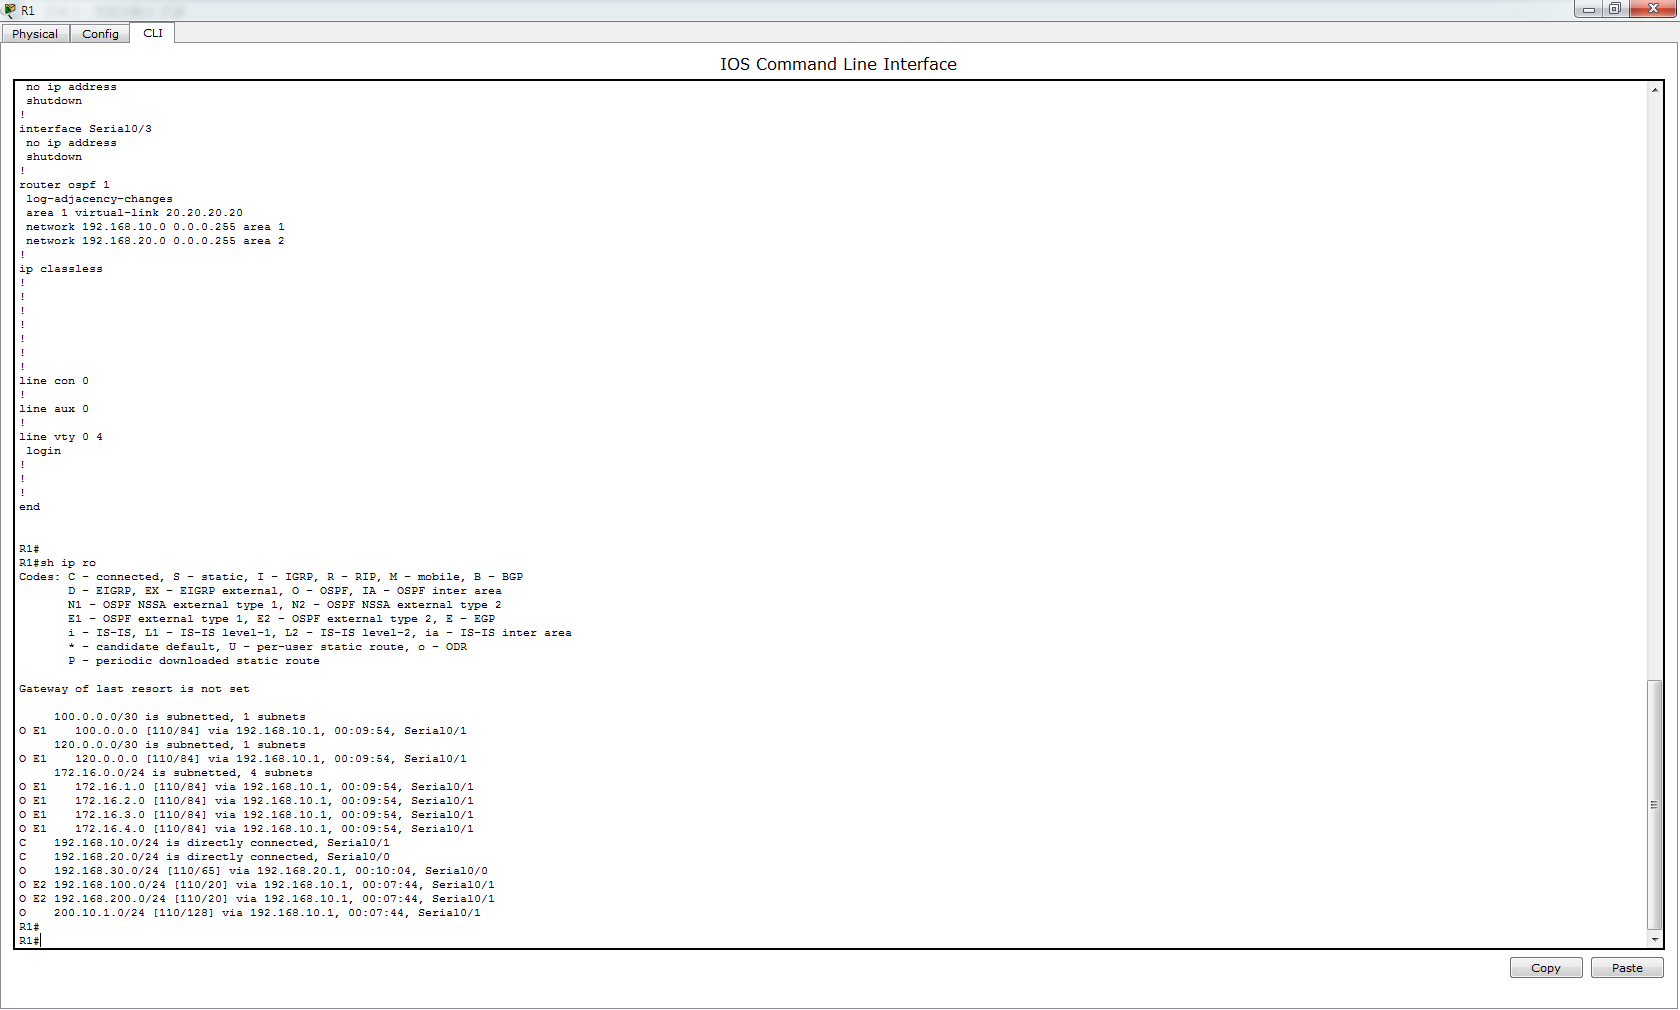 R1
Physical
Config
CLI
IOS Command Line Interface
no ip address
shutdown
!
interface Serial0/3
no ip address
shutdown
!
router ospf 1
log-adjacency-changes
area 1 virtual-link 20.20.20.20
network 192.168.10.0 0.0.0.255 area 1
network 192.168.20.0 0.0.0.255 area 2
!
ip classless
!
!
!
!
!
!
!
line con 0
!
line aux 0
!
line vty 0 4
login
!
!
!
end
R1#
R1#sh ip ro
Codes: C - connected, S - static, I - IGRP, R - RIP, M - mobile, B - BGP
D - EIGRP, EX - EIGRP external, O - OSPF, IA - OSPF inter area
N1 - OSPF NSSA external type 1, N2 - OSPF NSSA external type 2
E1 - OSPF external type 1, E2 - OSPF external type 2, E - EGP
i - IS-IS, L1 - IS-IS level-1, L2 - IS-IS level-2, ia - IS-IS inter area
* - candidate default, U - per-user static route, o - ODR
P - periodic downloaded static route
Gateway of last resort is not set
100.0.0.0/30 is subnetted, 1 subnets
O E1 100.0.0.0 [110/84] via 192.168.10.1, 00:09:54, Serial0/1
120.0.0.0/30 is subnetted, 1 subnets
O E1 120.0.0.0 [110/84] via 192.168.10.1, 00:09:54, Serial0/1
172.16.0.0/24 is subnetted, 4 subnets
O E1 172.16.1.0 [110/84] via 192.168.10.1, 00:09:54, Serial0/1
O E1 172.16.2.0 [110/84] via 192.168.10.1, 00:09:54, Serial0/1
O E1 172.16.3.0 [110/84] via 192.168.10.1, 00:09:54, Serial0/1
O E1 172.16.4.0 [110/84] via 192.168.10.1, 00:09:54, Serial0/1
C 192.168.10.0/24 is directly connected, Serial0/1
C 192.168.20.0/24 is directly connected, Serial0/0
O 192.168.30.0/24 [110/65] via 192.168.20.1, 00:10:04, Serial0/0
O E2 192.168.100.0/24 [110/20] via 192.168.10.1, 00:07:44, Serial0/1
O E2 192.168.200.0/24 [110/20] via 192.168.10.1, 00:07:44, Serial0/1
O 200.10.1.0/24 [110/128] via 192.168.10.1, 00:07:44, Serial0/1
R1#
R1#
Copy
Paste